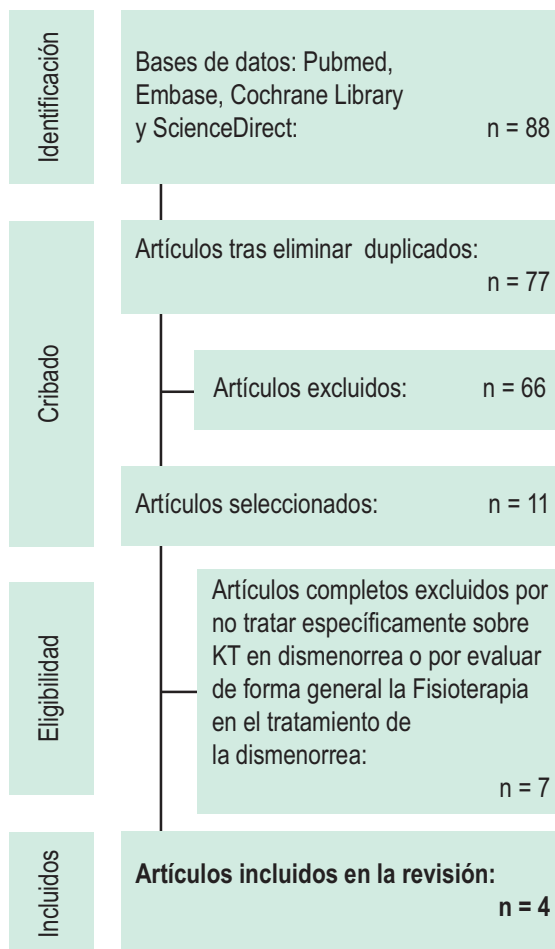 Identificación
Bases de datos: Pubmed,
Embase, Cochrane Library
y ScienceDirect: n = 88
Cribado
Artículos tras eliminar duplicados:
n = 77
Artículos excluidos: n = 66
Artículos seleccionados: n = 11
Eligibilidad
Artículos completos excluidos por
no tratar específicamente sobre
KT en dismenorrea o por evaluar
de forma general la Fisioterapia
en el tratamiento de
la dismenorrea:
n = 7
Incluidos
Artículos incluidos en la revisión:
n = 4